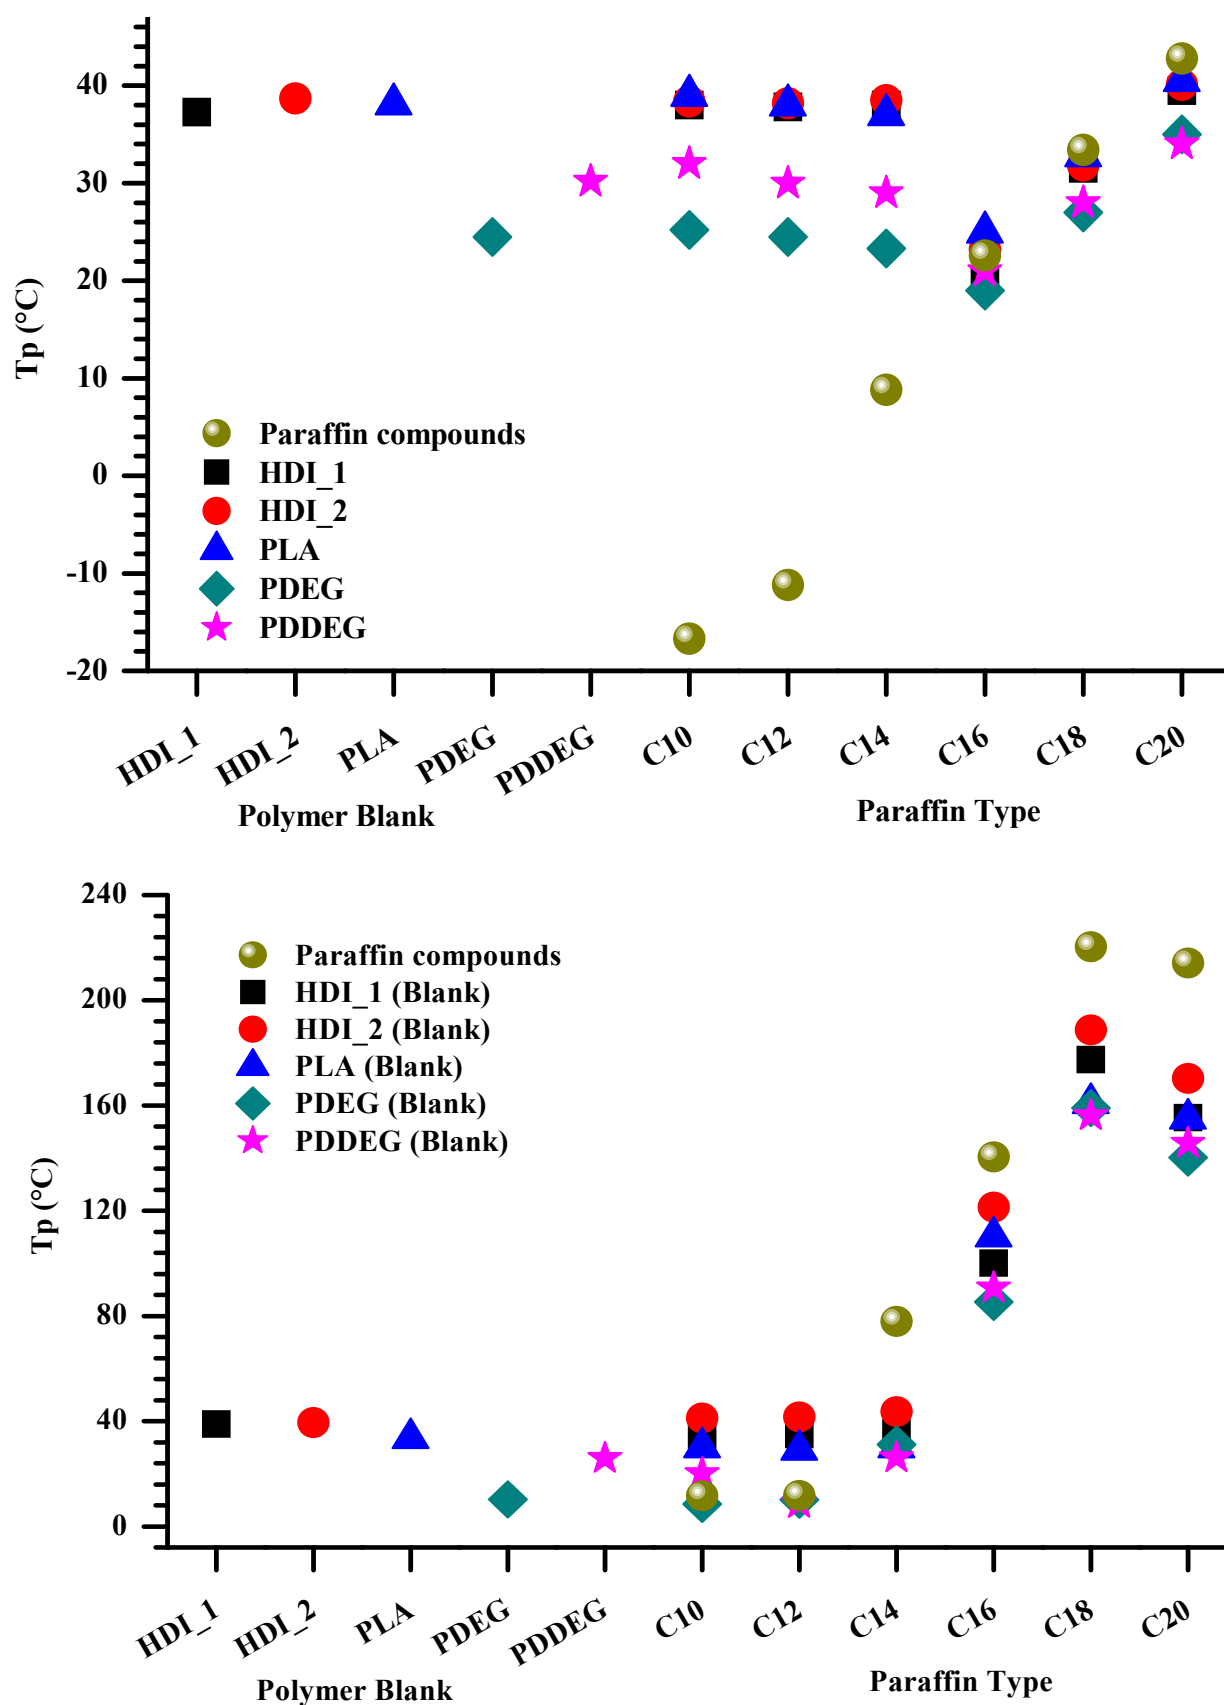 40
30
20
10
0
-10
-20
Tp (°C)
Paraffin compounds
HDI_1
HDI_2
PLA
PDEG
PDDEG
HDI_1
HDI_2
PLA
PDEG
PDDEG
C10
C12
C14
C16
C18
C20
Polymer Blank
Paraffin Type
240
200
160
120
80
40
0
Tp (°C)
Paraffin compounds
HDI_1 (Blank)
HDI_2 (Blank)
PLA (Blank)
PDEG (Blank)
PDDEG (Blank)
HDI_1
HDI_2
PLA
PDEG
PDDEG
C10
C12
C14
C16
C18
C20
Polymer Blank
Paraffin Type